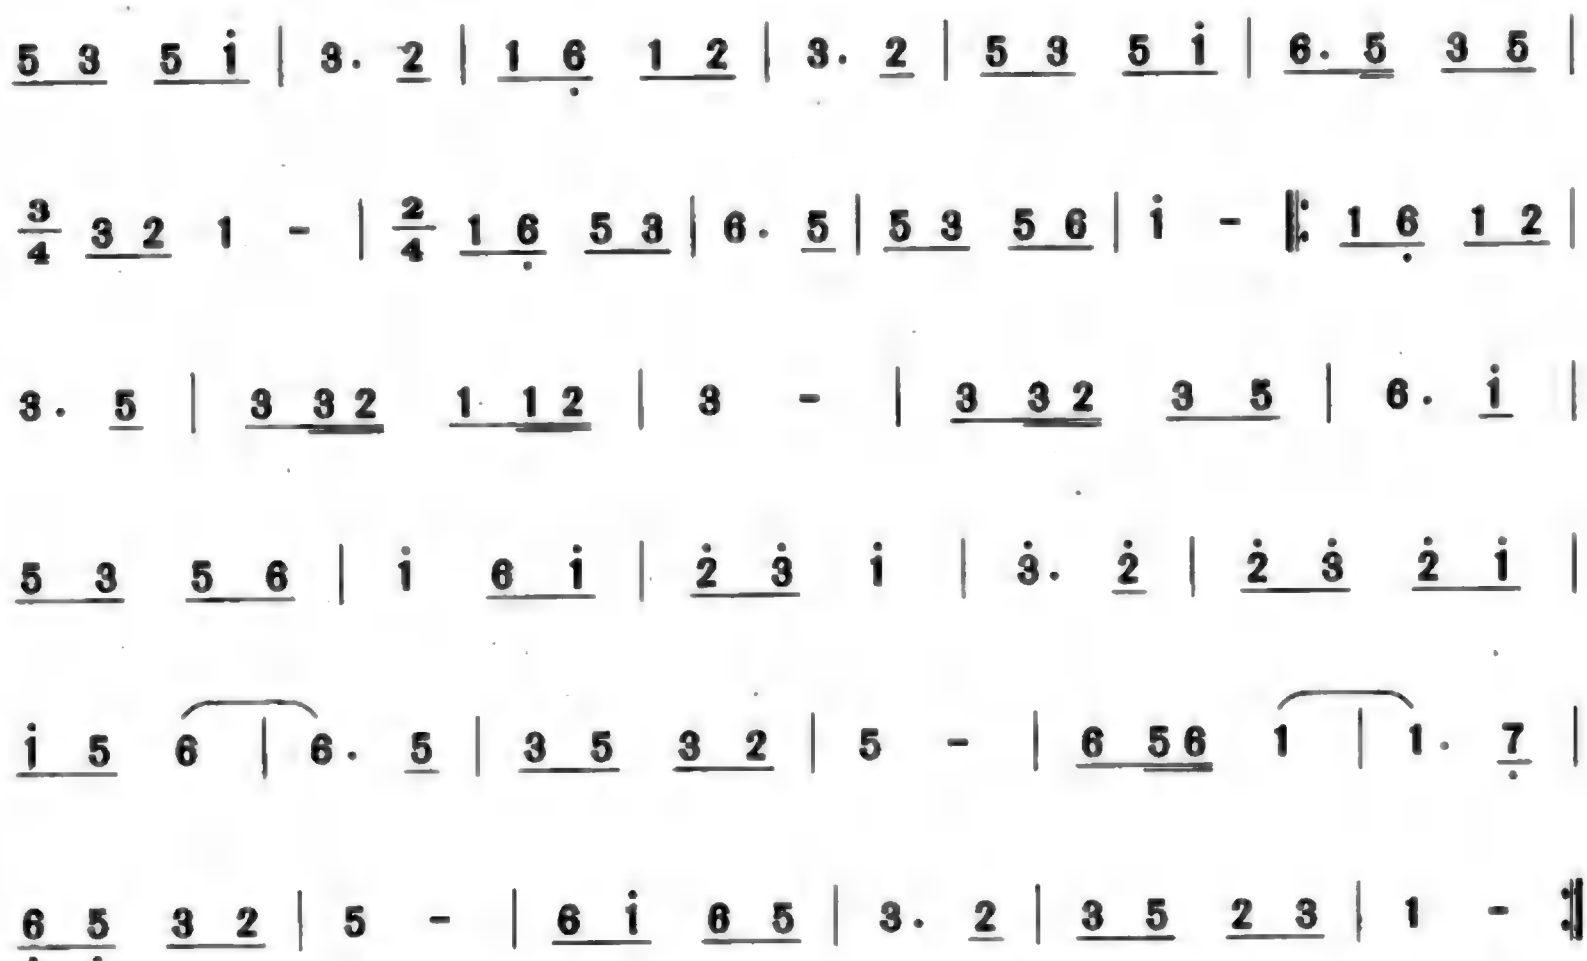 5 3 5 i̇ | 3. 2 | 1 6̣ 1 2 | 3. 2 | 5 3 5 i̇ | 6. 5 3 5 |
3/4 3 2 1 - | 2/4 1 6̣ 5 3 | 6. 5 | 5 3 5 6 | i̇ - ‖: 1 6̣ 1 2 |
3. 5 | 3 3 2 1 1 2 | 3 - | 3 3 2 3 5 | 6. i̇ |
5 3 5 6 | i̇ 6 i̇ | 2̇ 3̇ i̇ | 3̇. 2̇ | 2̇ 3̇ 2̇ i̇ |
i̇ 5 6 | 6. 5 | 3 5 3 2 | 5 - | 6 5 6 1 | 1. 7̣ |
6̣ 5̣ 3 2 | 5 - | 6 i̇ 6 5 | 3. 2 | 3 5 2 3 | 1 - :‖